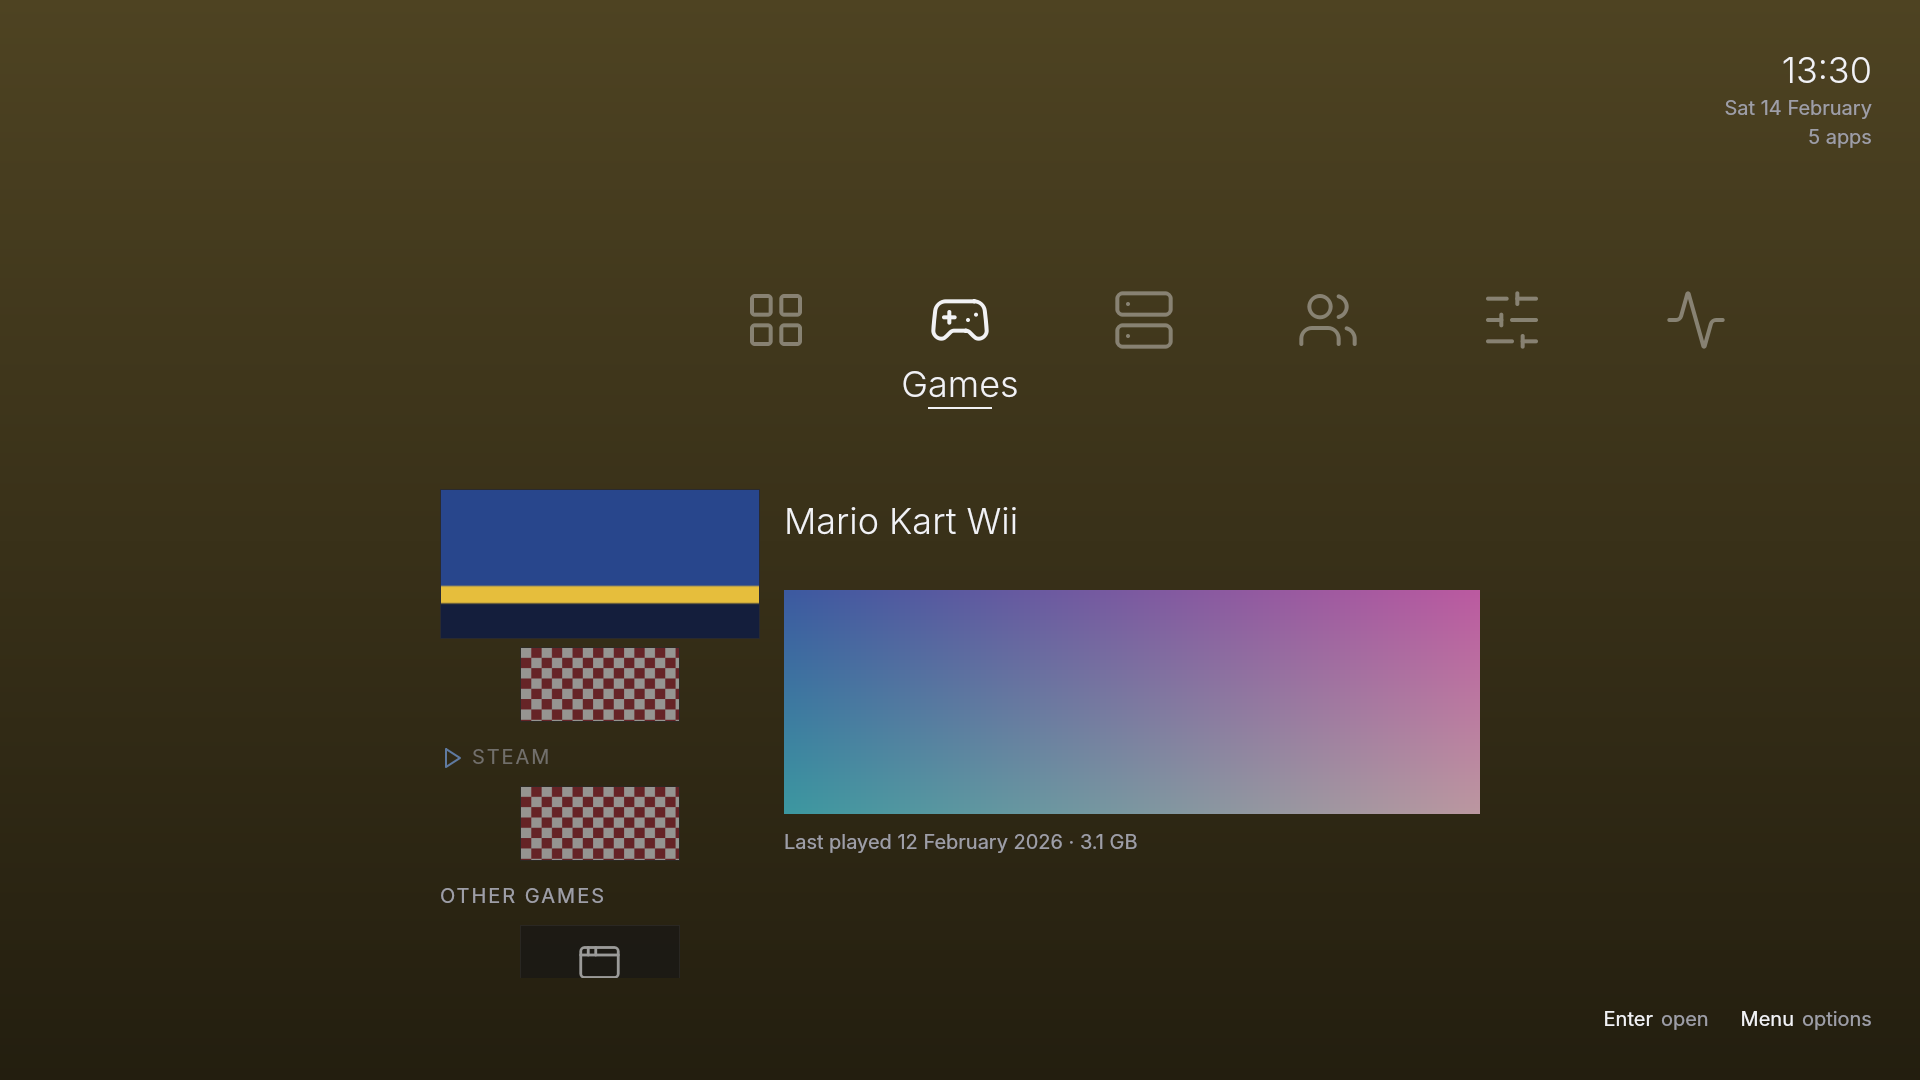 13:30
Sat 14 February
5 apps
Games
Mario Kart Wii
STEAM
Last played 12 February 2026 · 3.1 GB
OTHER GAMES
Enter open Menu options